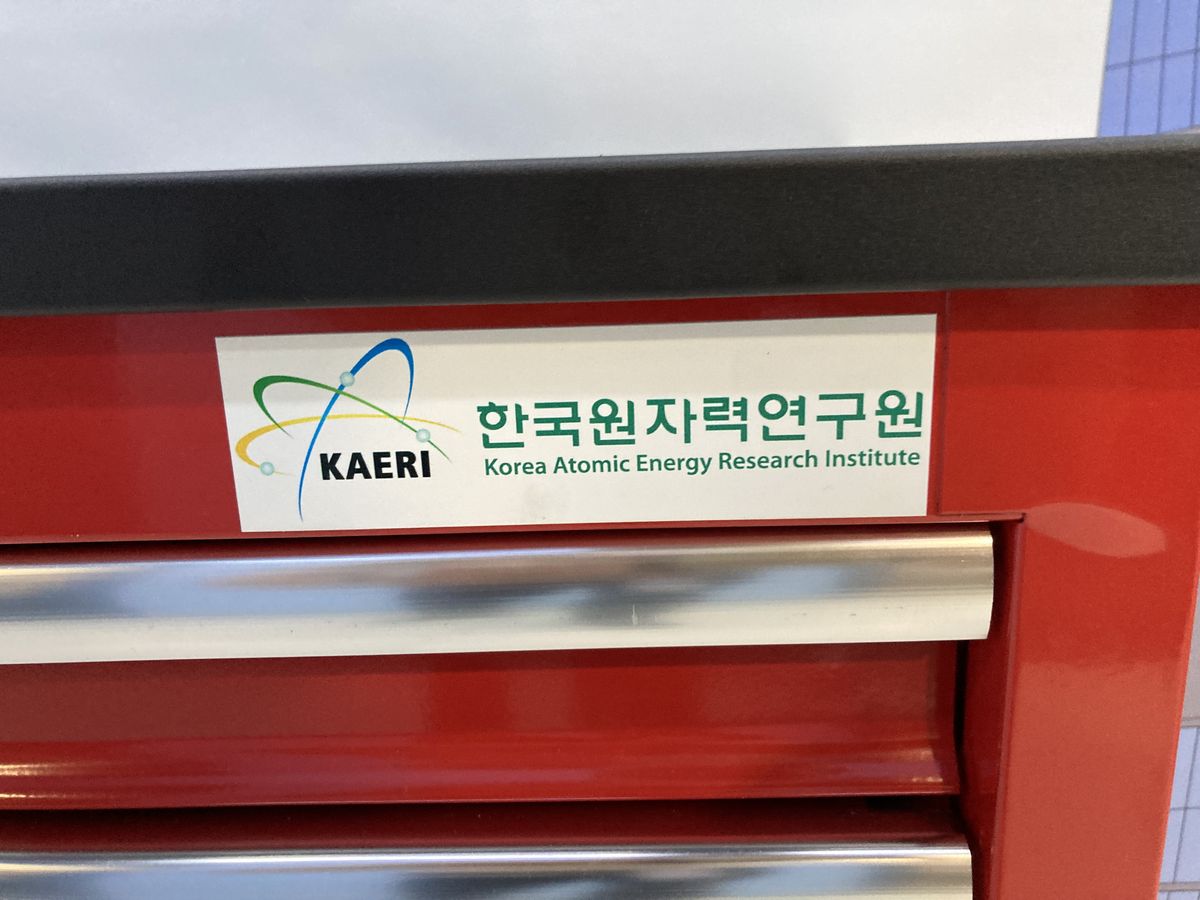 KAERI
한국원자력연구원
Korea Atomic Energy Research Institute